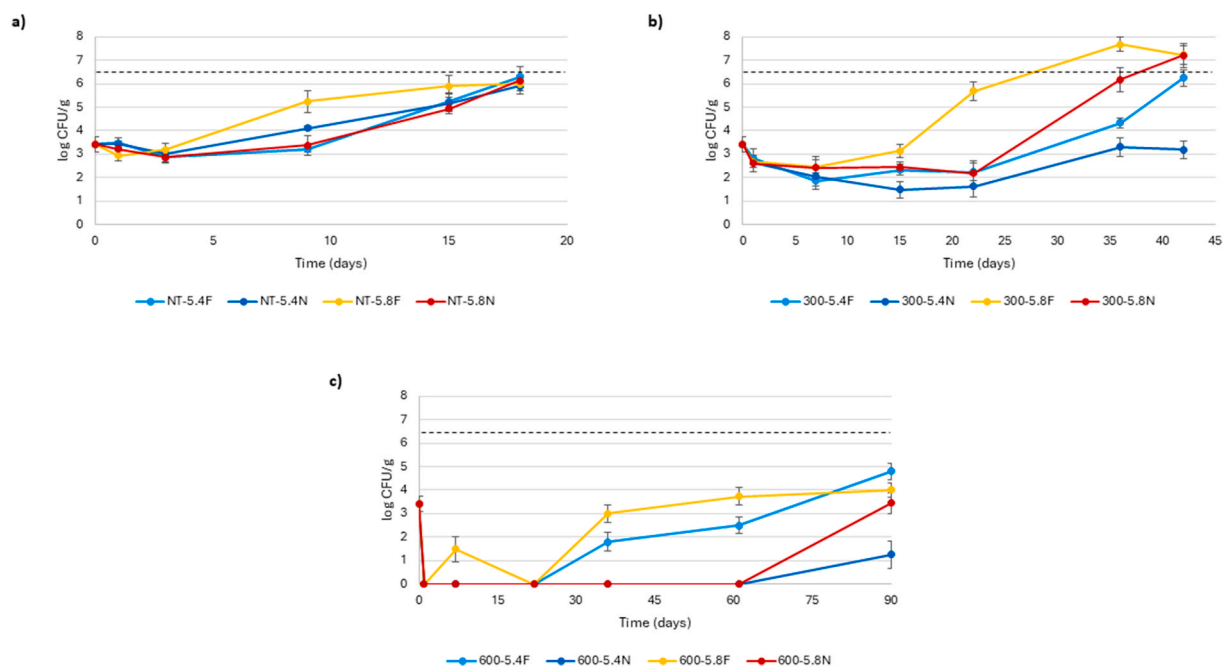 a)
log CFU/g
8
7
6
5
4
3
2
1
0
0 5 10 15 20
Time (days)
NT-5.4F NT-5.4N NT-5.8F NT-5.8N
b)
log CFU/g
8
7
6
5
4
3
2
1
0
0 5 10 15 20 25 30 35 40 45
Time (days)
300-5.4F 300-5.4N 300-5.8F 300-5.8N
c)
log CFU/g
8
7
6
5
4
3
2
1
0
0 15 30 45 60 75 90
Time (days)
600-5.4F 600-5.4N 600-5.8F 600-5.8N